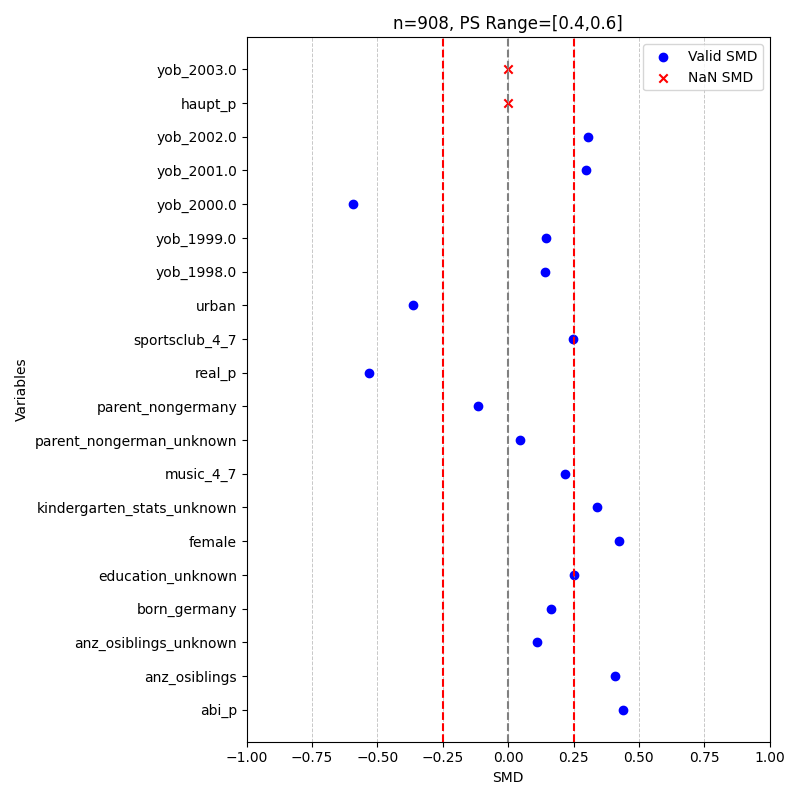 n=908, PS Range=[0.4,0.6]
Valid SMD
NaN SMD
Variables
yob_2003.0
haupt_p
yob_2002.0
yob_2001.0
yob_2000.0
yob_1999.0
yob_1998.0
urban
sportsclub_4_7
real_p
parent_nongermany
parent_nongerman_unknown
music_4_7
kindergarten_stats_unknown
female
education_unknown
born_germany
anz_osiblings_unknown
anz_osiblings
abi_p
−1.00 −0.75 −0.50 −0.25 0.00 0.25 0.50 0.75 1.00
SMD